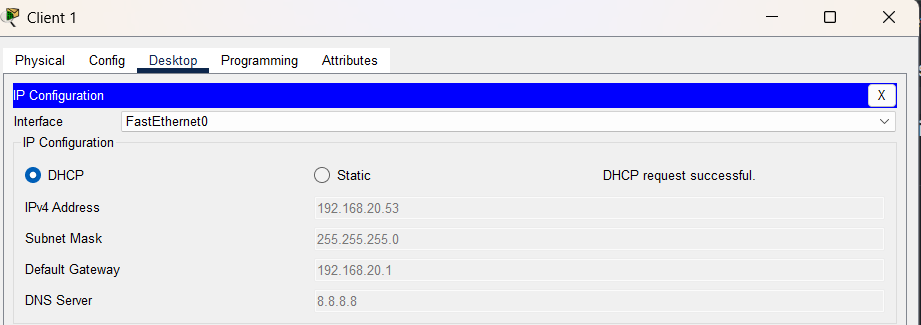 Client 1
Physical Config Desktop Programming Attributes
IP Configuration X
Interface FastEthernet0
IP Configuration
DHCP Static DHCP request successful.
IPv4 Address 192.168.20.53
Subnet Mask 255.255.255.0
Default Gateway 192.168.20.1
DNS Server 8.8.8.8